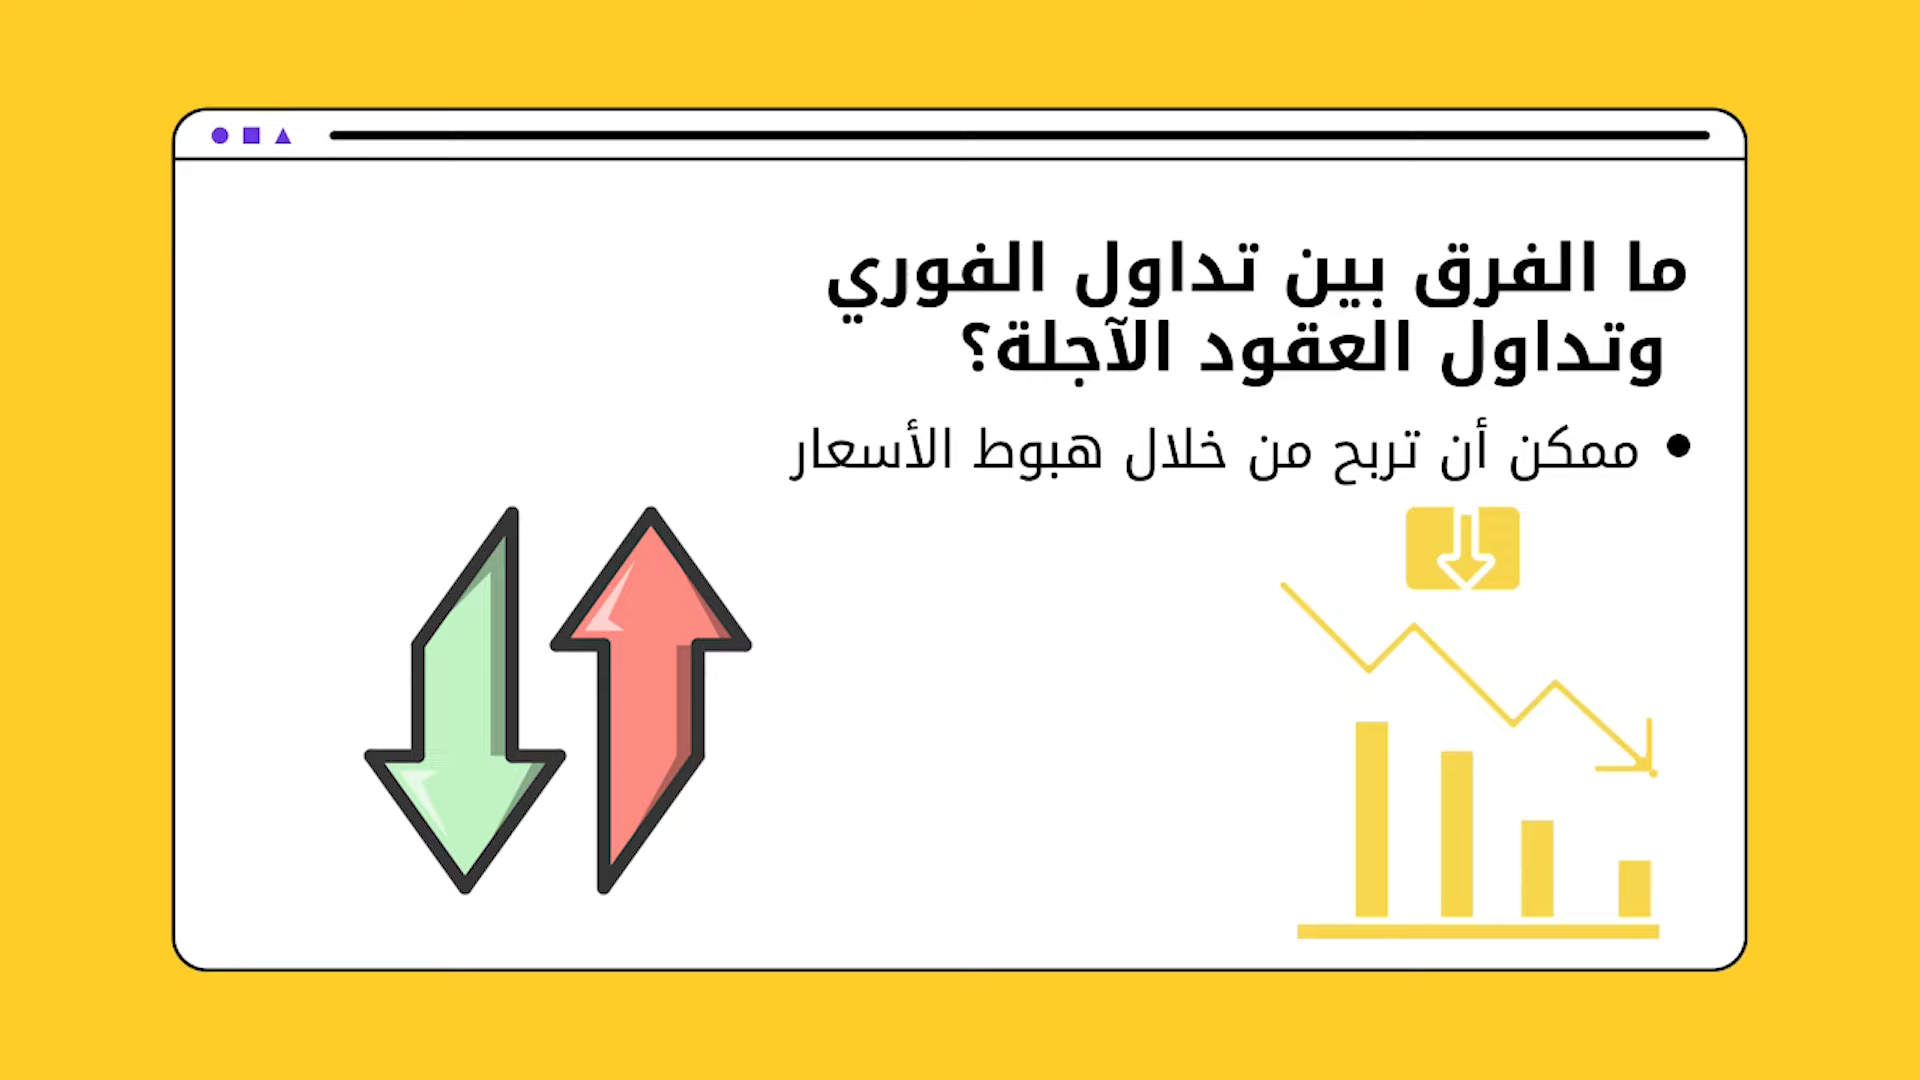 ما الفرق بين تداول الفوري
وتداول العقود الآجلة؟
• ممكن أن تربح من خلال هبوط الأسعار